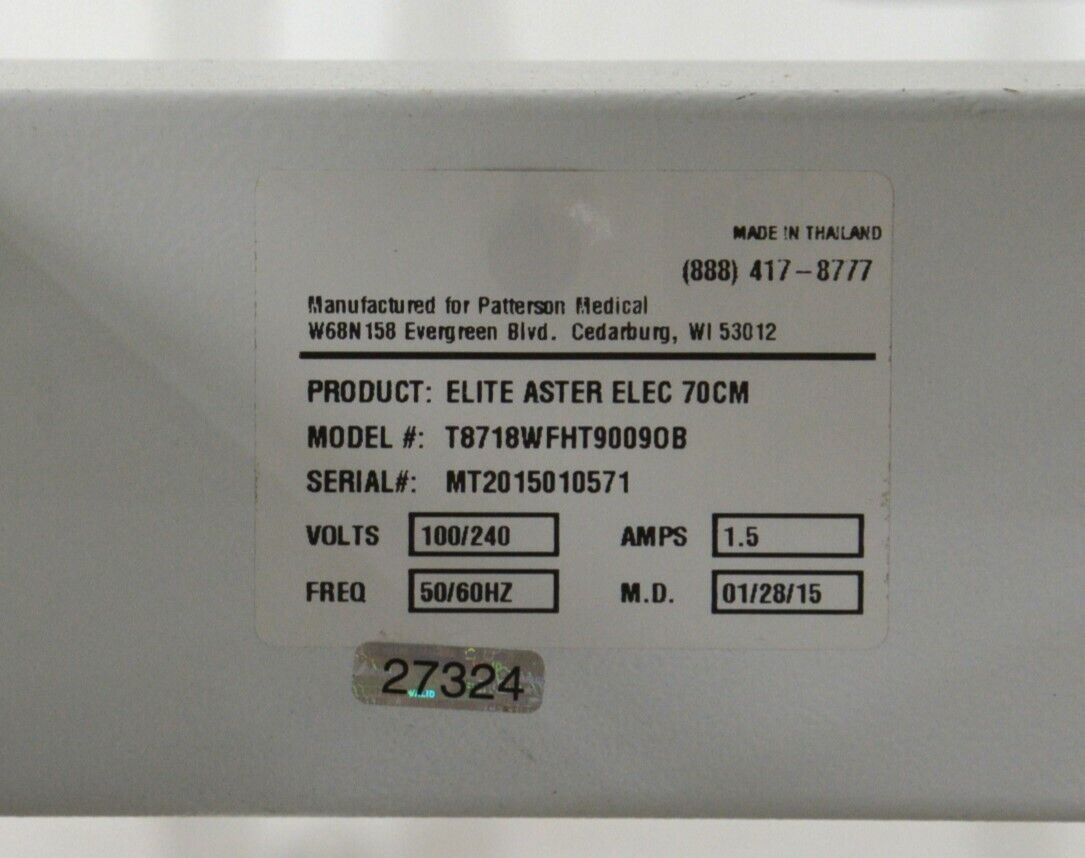 MADE IN THAILAND
(888) 417-8777
Manufactured for Patterson Medical
W68N158 Evergreen Blvd. Cedarburg, WI 53012
PRODUCT: ELITE ASTER ELEC 70CM
MODEL #: T8718WFHT90090B
SERIAL#: MT2015010571
VOLTS 100/240 AMPS 1.5
FREQ 50/60HZ M.D. 01/28/15
27324
VALID